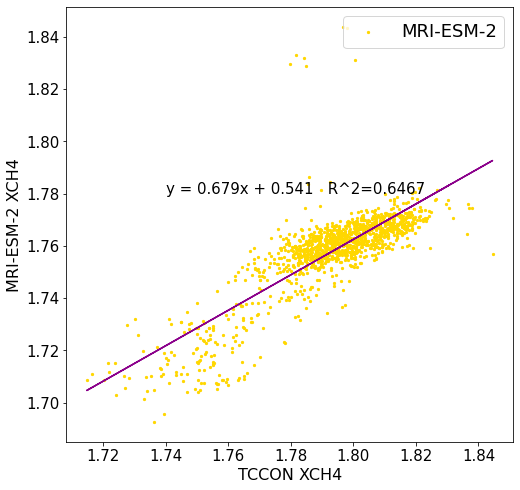 1.84
1.82
1.80
1.78
1.76
1.74
1.72
1.70
MRI-ESM-2 XCH4
MRI-ESM-2
y = 0.679x + 0.541 R^2=0.6467
1.72 1.74 1.76 1.78 1.80 1.82 1.84
TCCON XCH4